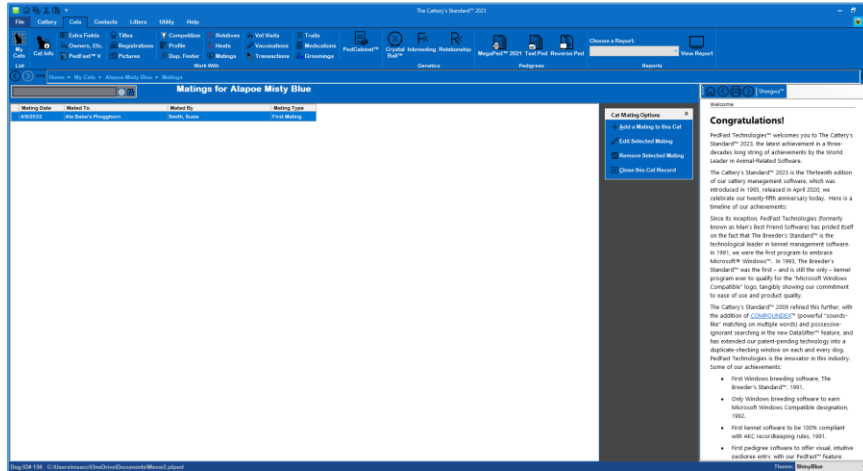 The Cattery's Standard™ 2023
File Cattery Cats Contacts Litters Utility Help
My Cats
Cat Info
Extra Fields
Owners, Etc.
PedFast™ V
Titles
Registrations
Pictures
Competition
Profile
Dup. Finder
Relatives
Heats
Matings
Vet Visits
Vaccinations
Transactions
Traits
Medications
Groomings
PedCabinet™
Crystal Ball™
Inbreeding
Relationship
MegaPed™ 2021
Text Ped
Reverse Ped
Choose a Report:
View Report
List
Work With
Genetics
Pedigrees
Reports
Home My Cats Alapoe Misty Blue Matings
Matings for Alapoe Misty Blue
Mating Date Mated To Mated By Mating Type
4/9/2022 Ala Baba's Phogghorn Smith, Susie First Mating
Cat Mating Options
Add a Mating to this Cat
Edit Selected Mating
Remove Selected Mating
Close this Cat Record
Shengwa™
Welcome
Congratulations!
PedFast Technologies™ welcomes you to The Cattery's
Standard™ 2023, the latest achievement in a three-
decades long string of achievements by the World
Leader in Animal-Related Software.
The Cattery's Standard™ 2023 is the Thirteenth edition
of our cattery management software, which was
introduced in 1995, released in April 2020, we
celebrate our twenty-fifth anniversary today. Here is a
timeline of our achievements:
Since its inception, PedFast Technologies (formerly
known as Man's Best Friend Software) has prided itself
on the fact that The Breeder's Standard™ is the
technological leader in kennel management software.
In 1991, we were the first program to embrace
Microsoft® Windows™. In 1993, The Breeder's
Standard™ was the first – and is still the only – kennel
program ever to qualify for the "Microsoft Windows
Compatible" logo, tangibly showing our commitment
to ease of use and product quality.
The Cattery's Standard™ 2009 refined this further, with
the addition of COMPOUNDEX™ (powerful "sounds-
like" matching on multiple words) and possessive-
ignorant searching in the new DataSifter™ feature, and
has extended our patent-pending technology into a
duplicate-checking window on each and every dog.
PedFast Technologies is the innovator in this industry.
Some of our achievements:
• First Windows breeding software, The
Breeder's Standard™, 1991.
• Only Windows breeding software to earn
Microsoft Windows Compatible designation,
1992.
• First kennel software to be 100% compliant
with AKC recordkeeping rules, 1991.
• First pedigree software to offer visual, intuitive
pedigree entry, with our PedFast™ feature
Dog ID# 136 C:\Users\msacc\OneDrive\Documents\Meow2.plped
Theme: ShinyBlue